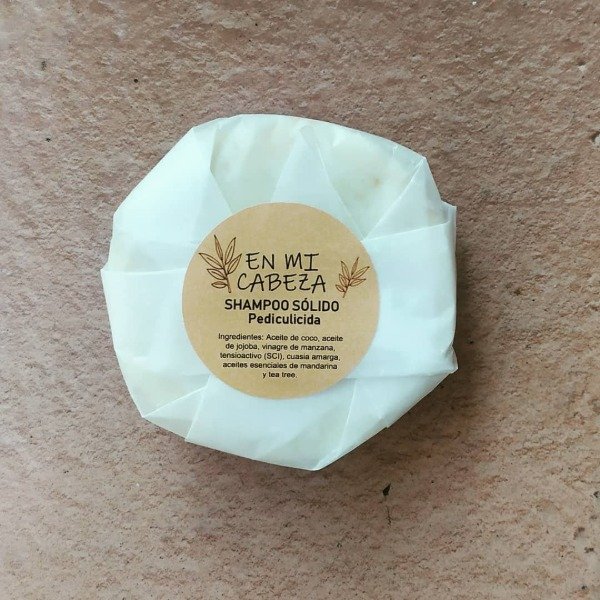 EN MI
CABEZA
SHAMPOO SÓLIDO
Pediculicida
Ingredientes: Aceite de coco, aceite
de jojoba, vinagre de manzana,
tensioactivo (SCI), cuasia amarga,
aceites esenciales de mandarina
y tea tree.